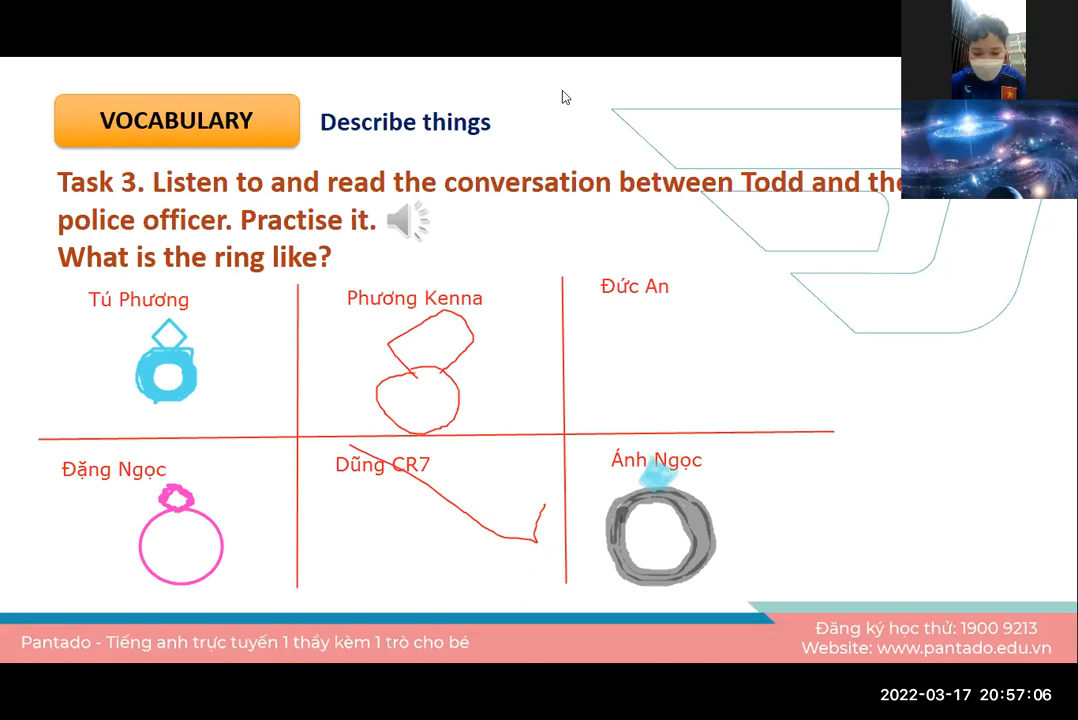 VOCABULARY
Describe things
Task 3. Listen to and read the conversation between Todd and the
police officer. Practise it.
What is the ring like?
Tú Phương
Phương Kenna
Đức An
Đặng Ngọc
Dũng CR7
Ánh Ngọc
Pantado - Tiếng anh trực tuyến 1 thầy kèm 1 trò cho bé
Đăng ký học thử: 1900 9213
Website: www.pantado.edu.vn
2022-03-17 20:57:06